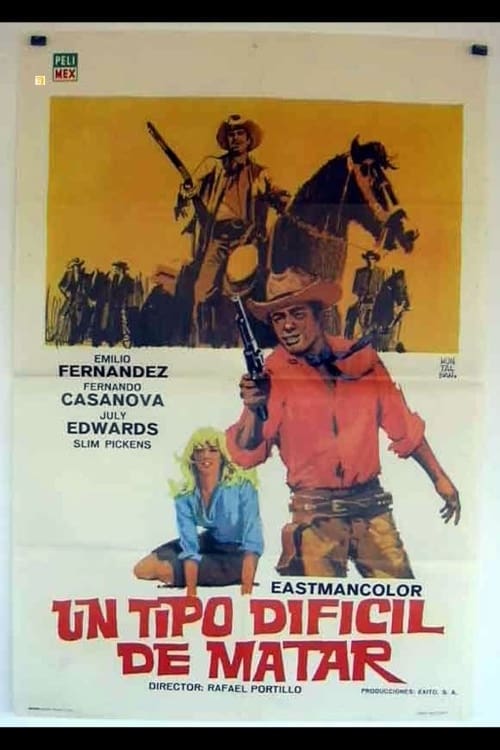 PELI
MEX
EMILIO
FERNANDEZ
FERNANDO
CASANOVA
JULY
EDWARDS
SLIM PICKENS
MON
TAL
BAN.
EASTMANCOLOR
UN TIPO DIFICIL
DE MATAR
DIRECTOR: RAFAEL PORTILLO
PRODUCCIONES: EXITO, S. A.